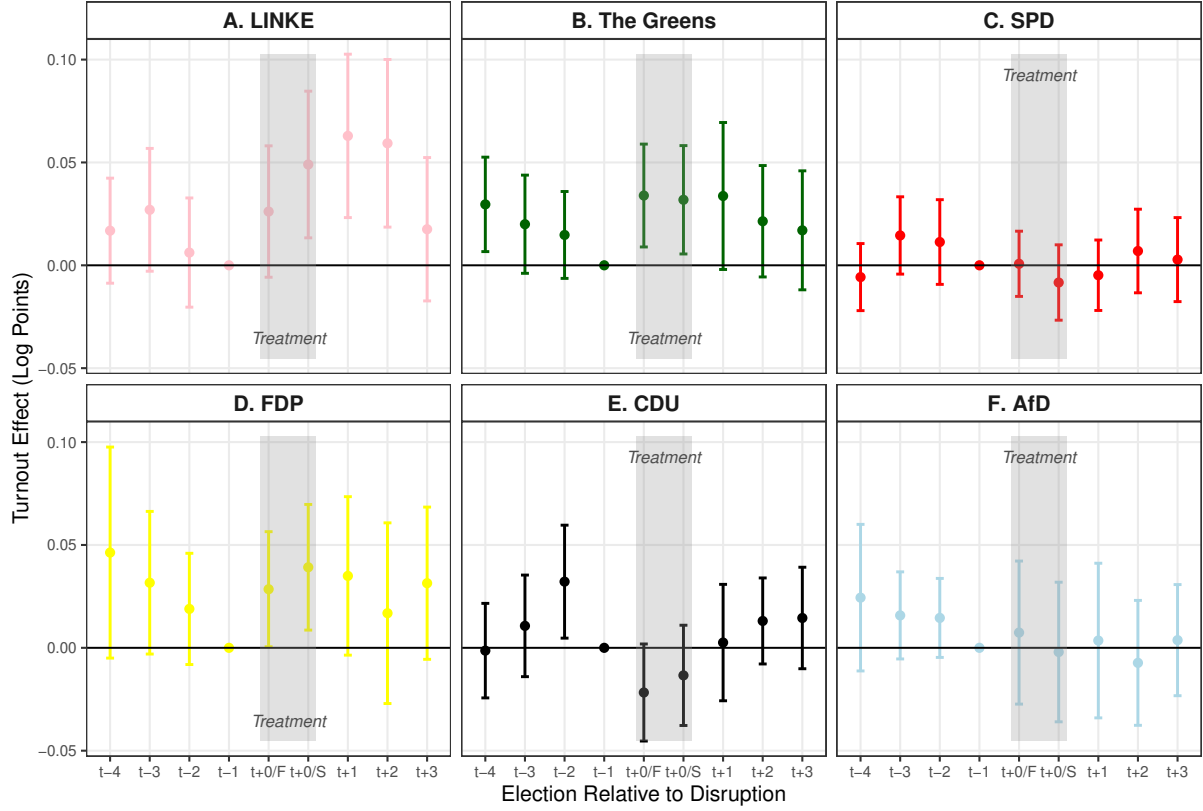 A. LINKE
B. The Greens
C. SPD
0.10
0.05
0.00
−0.05
Treatment
Treatment
Treatment
D. FDP
E. CDU
F. AfD
0.10
0.05
0.00
−0.05
Treatment
Treatment
Treatment
t−4 t−3 t−2 t−1 t+0/F t+0/S t+1 t+2 t+3
t−4 t−3 t−2 t−1 t+0/F t+0/S t+1 t+2 t+3
t−4 t−3 t−2 t−1 t+0/F t+0/S t+1 t+2 t+3
Election Relative to Disruption
Turnout Effect (Log Points)